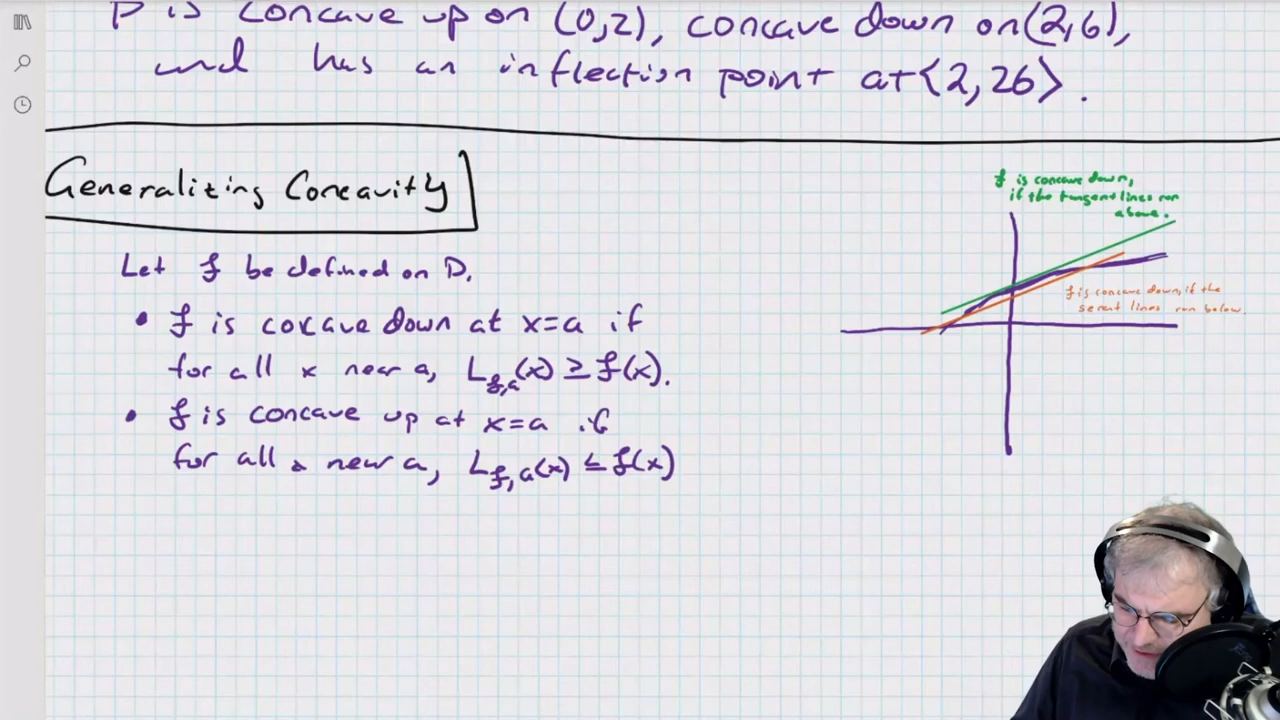 P is concave up on (0,2), concave down on (2,6),
and has an inflection point at (2, 26).
Generalizing Concavity
f is concave down,
if the tangent lines run
above.
Let f be defined on D.
f is concave down, if the
secant lines run below.
• f is cocave down at x=a if
for all x near a, L_{f,a}(x) ≥ f(x).
• f is concave up at x=a if
for all x near a, L_{f,a}(x) ≤ f(x)